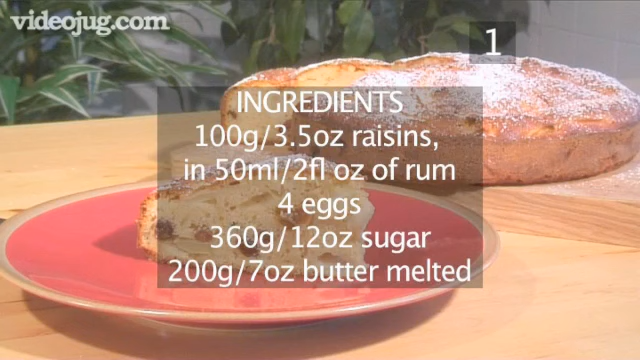 videojug.com
1
INGREDIENTS
100g/3.5oz raisins,
in 50ml/2fl oz of rum
4 eggs
360g/12oz sugar
200g/7oz butter melted